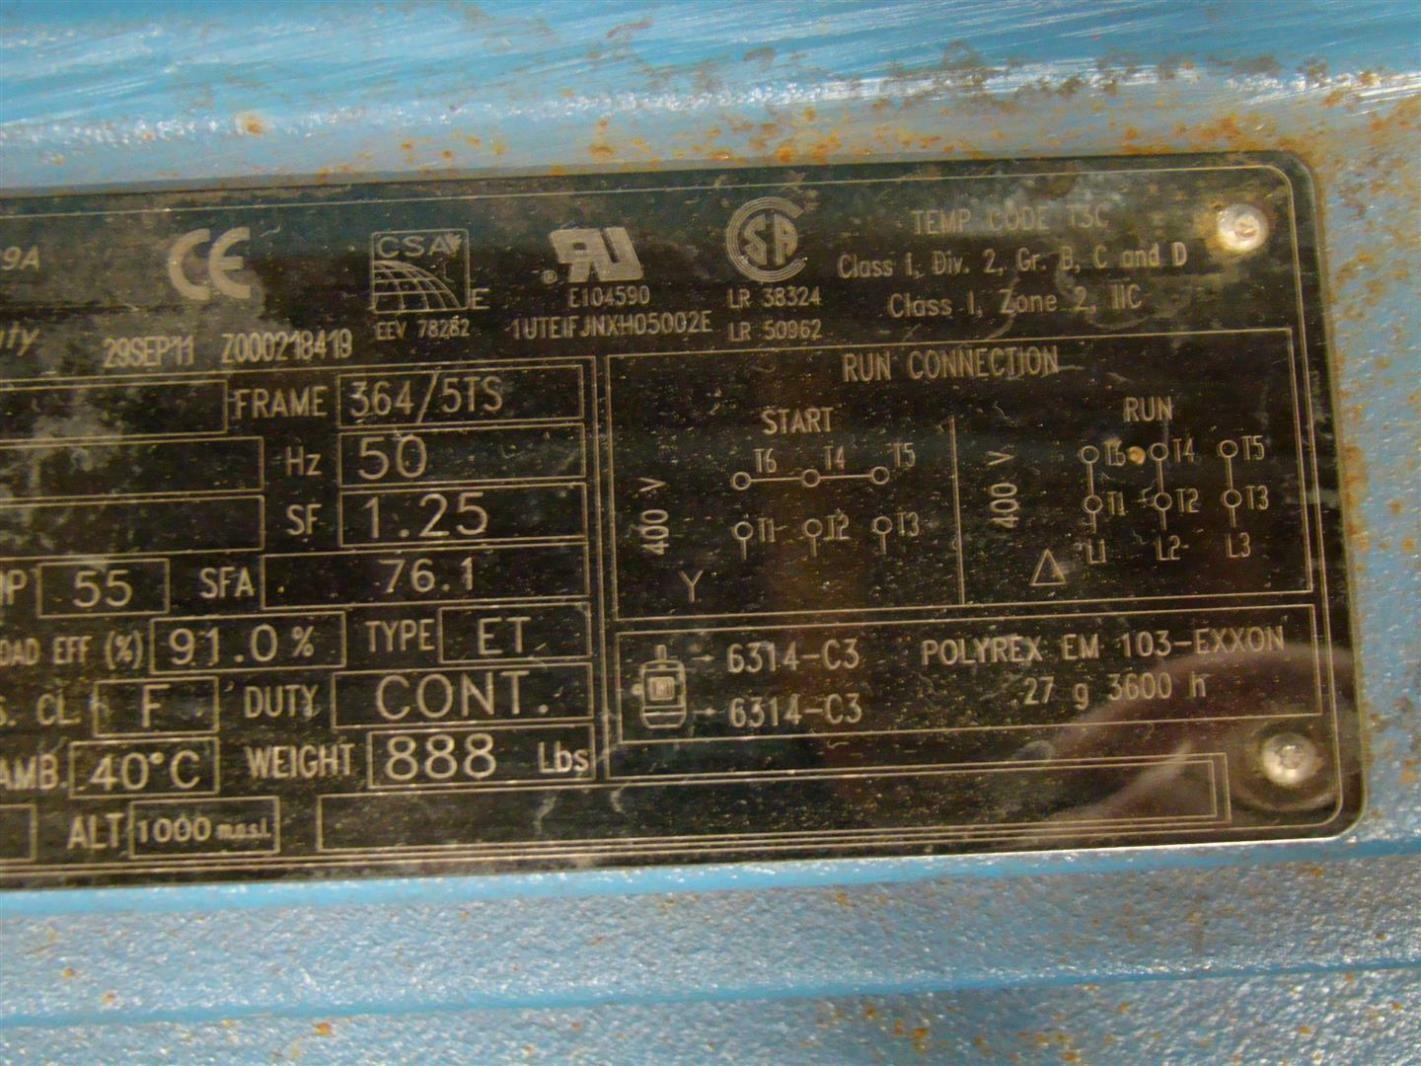 9A
CE
CSA
E
EEV 78282
RU
E104590
1UTEIFJNXH05002E
SA
LR 38324
LR 50962
TEMP CODE T3C
Class I, Div. 2, Gr. B, C and D
Class I, Zone 2, IIC
uty
29SEP11 Z000218419
FRAME 364/5TS
Hz 50
SF 1.25
HP 55 SFA 76.1
OAD EFF (%) 91.0% TYPE ET
S. CL. F DUTY CONT.
AMB. 40°C WEIGHT 888 Lbs
ALT 1000 m.a.s.l.
RUN CONNECTION
START
400 V
T6 T4 T5
T1 T2 T3
Y
RUN
400 V
T6 T4 T5
T1 T2 T3
L1 L2 L3
6314-C3
6314-C3
POLYREX EM 103-EXXON
27 g 3600 h